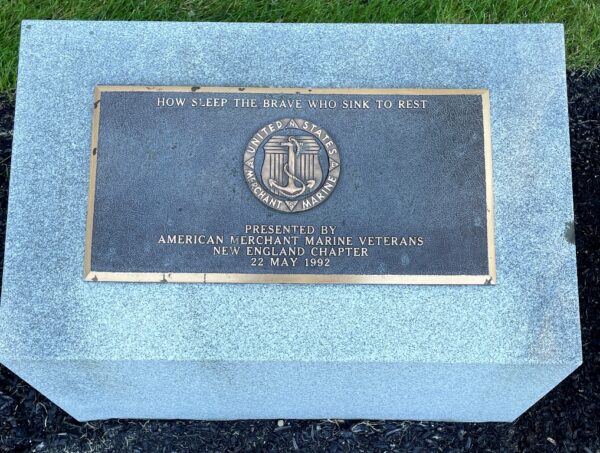 HOW SLEEP THE BRAVE WHO SINK TO REST
UNITED STATES
MERCHANT MARINE
PRESENTED BY
AMERICAN MERCHANT MARINE VETERANS
NEW ENGLAND CHAPTER
22 MAY 1992